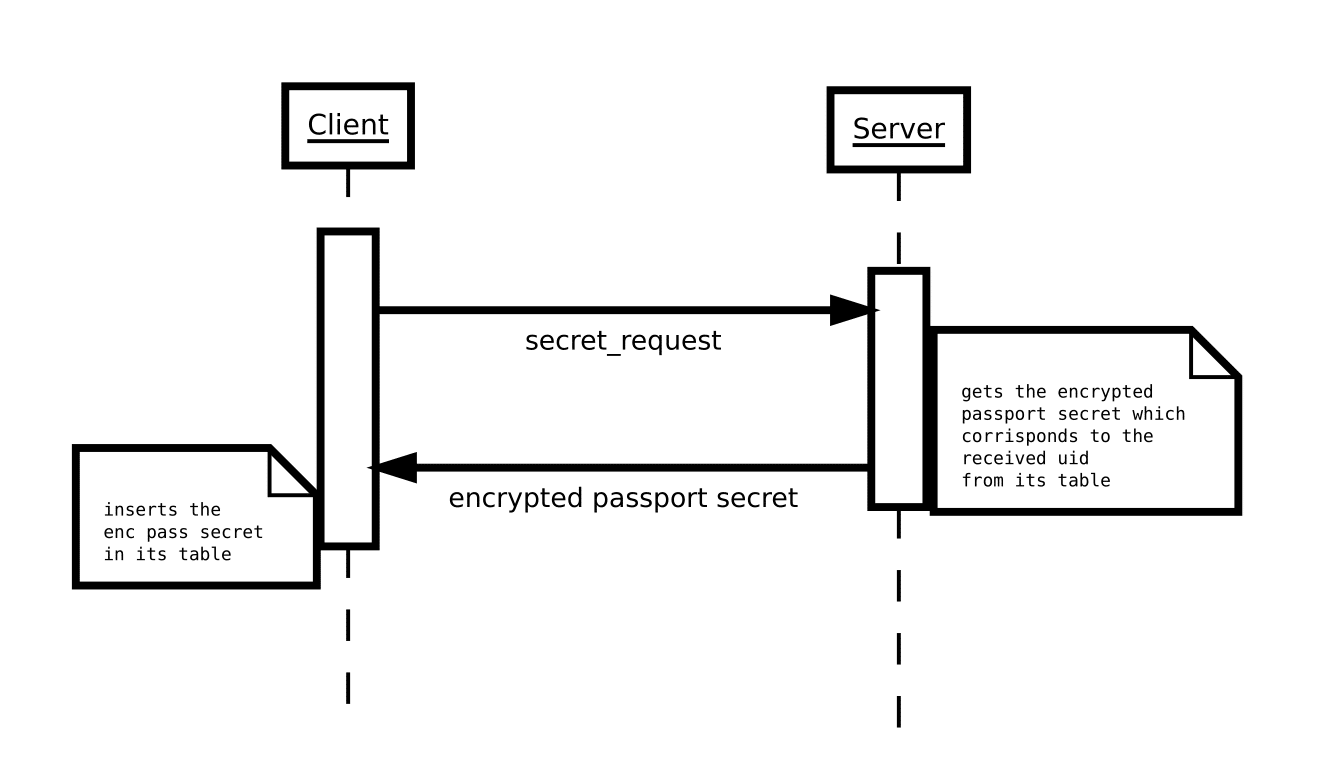 Client
Server
secret_request
gets the encrypted
passport secret which
corrisponds to the
received uid
from its table
encrypted passport secret
inserts the
enc pass secret
in its table